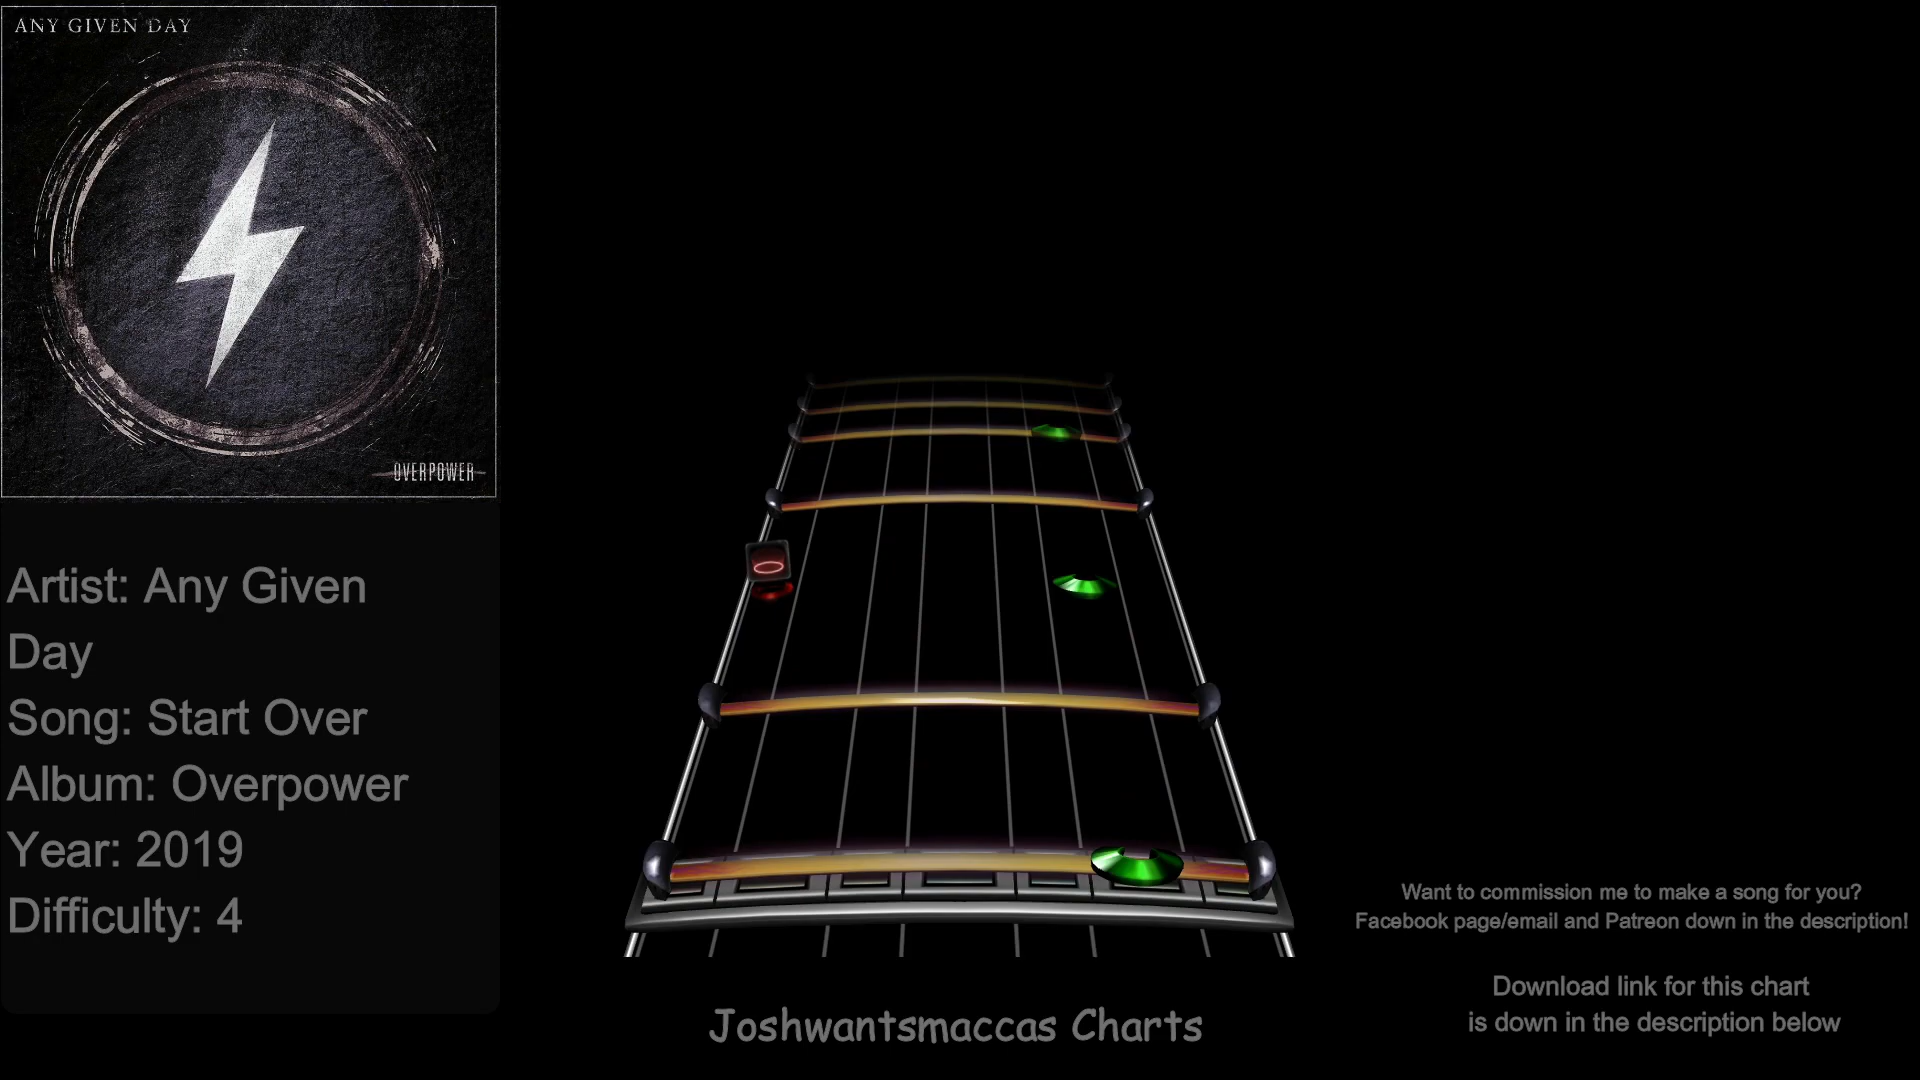 ANY GIVEN DAY
OVERPOWER
Artist: Any Given
Day
Song: Start Over
Album: Overpower
Year: 2019
Difficulty: 4
Want to commission me to make a song for you?
Facebook page/email and Patreon down in the description!
Download link for this chart
is down in the description below
Joshwantsmaccas Charts